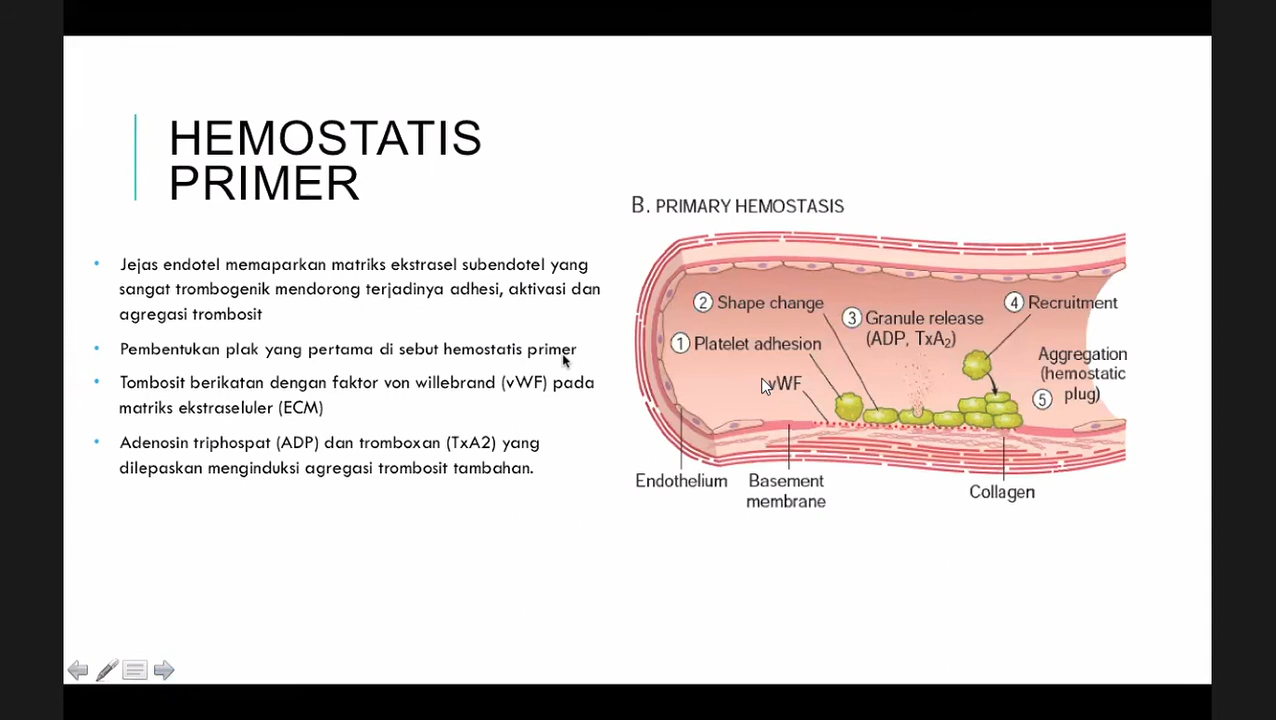 HEMOSTATIS
PRIMER
• Jejas endotel memaparkan matriks ekstrasel subendotel yang
sangat trombogenik mendorong terjadinya adhesi, aktivasi dan
agregasi trombosit
• Pembentukan plak yang pertama di sebut hemostatis primer
• Tombosit berikatan dengan faktor von willebrand (vWF) pada
matriks ekstraseluler (ECM)
• Adenosin triphospat (ADP) dan tromboxan (TxA2) yang
dilepaskan menginduksi agregasi trombosit tambahan.
B. PRIMARY HEMOSTASIS
2 Shape change
4 Recruitment
3 Granule release
(ADP, TxA₂)
1 Platelet adhesion
Aggregation
(hemostatic
5 plug)
vWF
Endothelium
Basement
membrane
Collagen